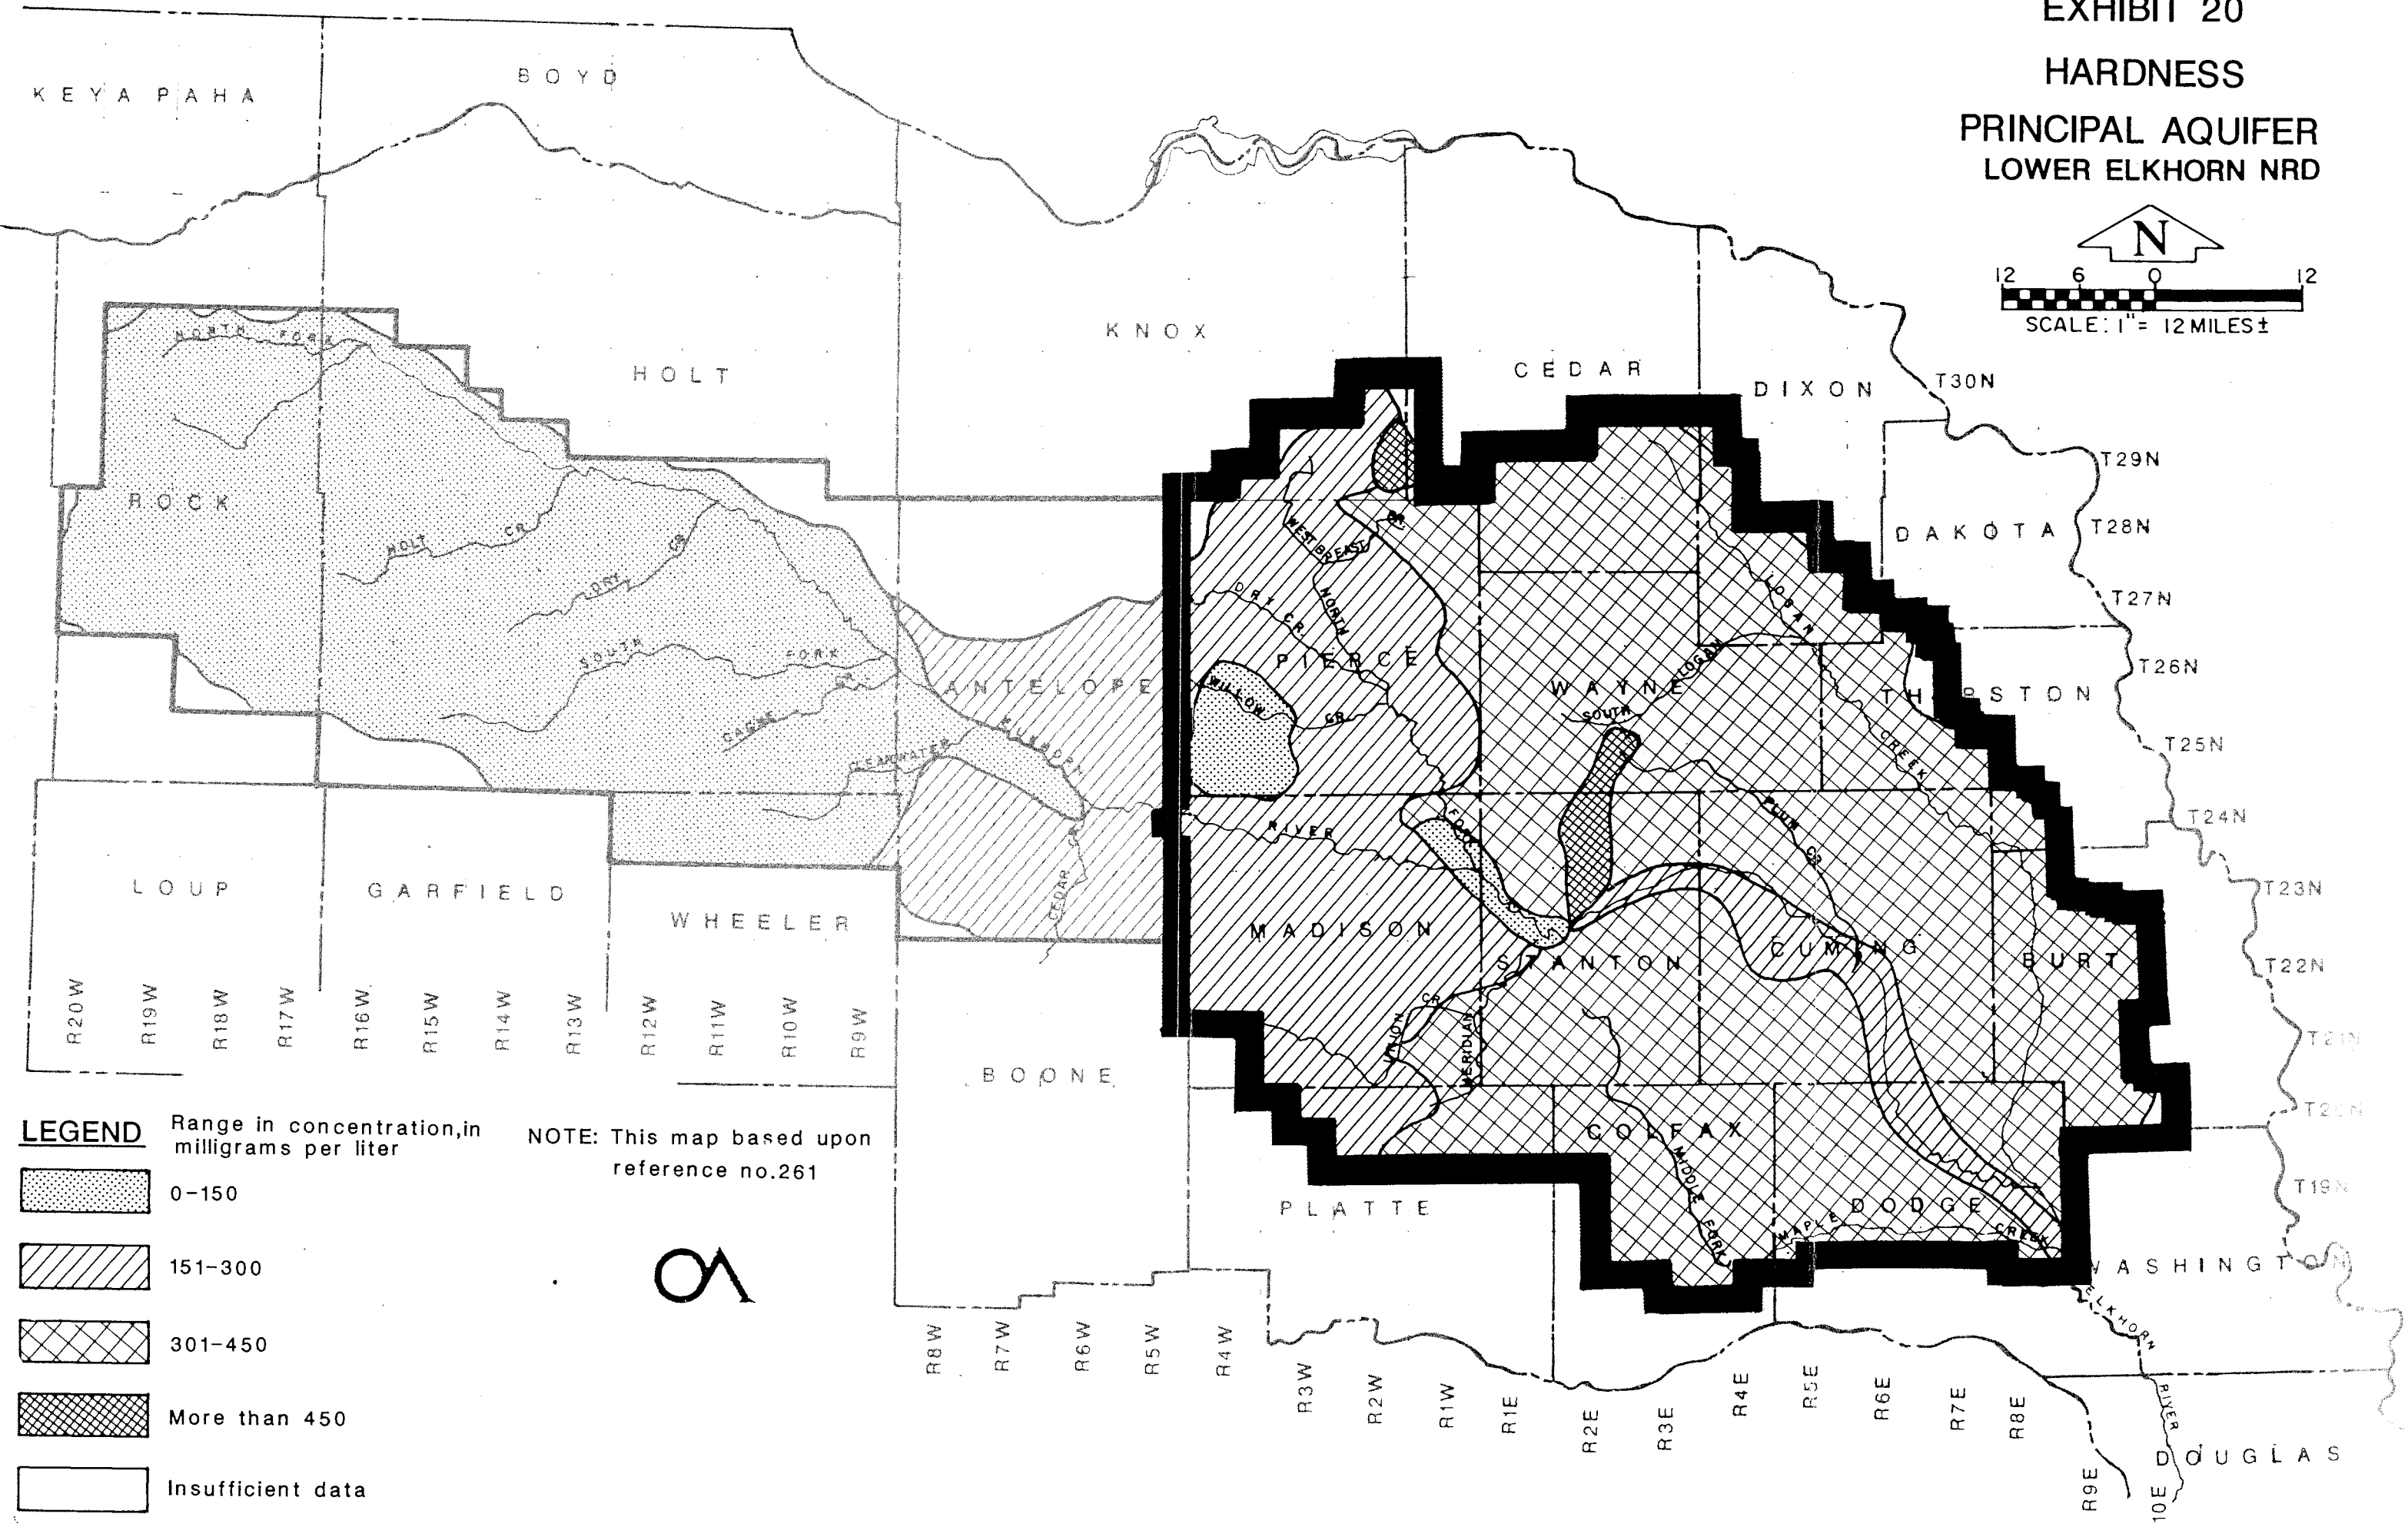 EXHIBIT 20
HARDNESS
PRINCIPAL AQUIFER
LOWER ELKHORN NRD
N
12 6 0 12
SCALE: 1" = 12 MILES ±
KEYA PAHA
BOYD
KNOX
HOLT
ROCK
CEDAR
DIXON
DAKOTA
NORTH FORK
HOLT CR
DRY CR
SOUTH FORK
CACHE CR
CLEARWATER
ELKHORN
ANTELOPE
CEDAR CR
WEST BREAST
CR
DRY CR.
NORTH
PIERCE
WILLOW
CR.
FORK
RIVER
MADISON
WAYNE
SOUTH
LOGAN
LOGAN
CREEK
PLUM
CR
STANTON
CUMING
BURT
UNION
CR
MERIDIAN
COLFAX
MIDDLE FORK
DODGE
MAPLE
CREEK
LOUP
GARFIELD
WHEELER
BOONE
PLATTE
WASHINGTON
ELKHORN
RIVER
DOUGLAS
T30N
T29N
T28N
T27N
T26N
T25N
T24N
T23N
T22N
T21N
T20N
T19N
R20W
R19W
R18W
R17W
R16W
R15W
R14W
R13W
R12W
R11W
R10W
R9W
R8W
R7W
R6W
R5W
R4W
R3W
R2W
R1W
R1E
R2E
R3E
R4E
R5E
R6E
R7E
R8E
R9E
10E
LEGEND
Range in concentration, in
milligrams per liter
0-150
151-300
301-450
More than 450
Insufficient data
NOTE: This map based upon
reference no. 261